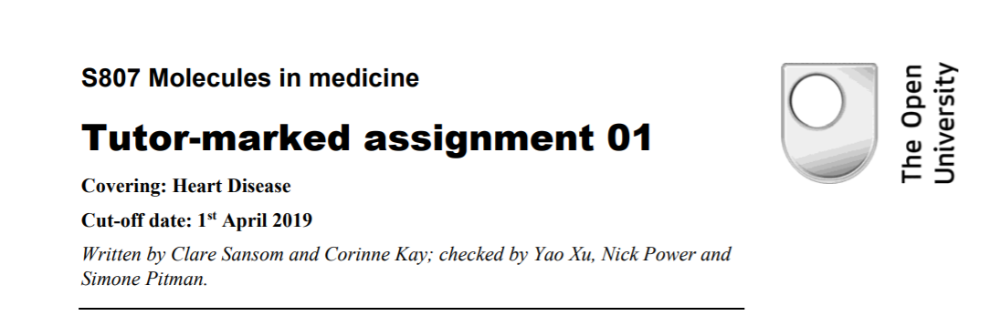 S807 Molecules in medicine
Tutor-marked assignment 01
Covering: Heart Disease
Cut-off date: 1st April 2019
Written by Clare Sansom and Corinne Kay; checked by Yao Xu, Nick Power and
Simone Pitman.
The Open
University